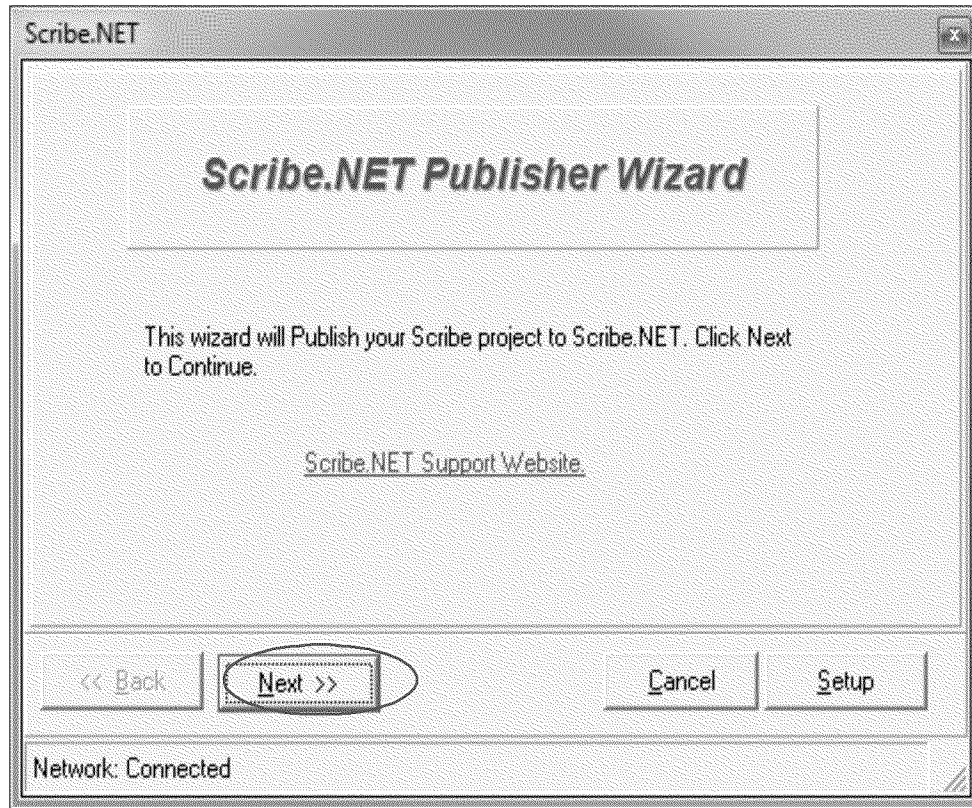 Scribe.NET
x
Scribe.NET Publisher Wizard
This wizard will Publish your Scribe project to Scribe.NET. Click Next
to Continue.
Scribe.NET Support Website.
<< Back
Next >>
Cancel
Setup
Network: Connected